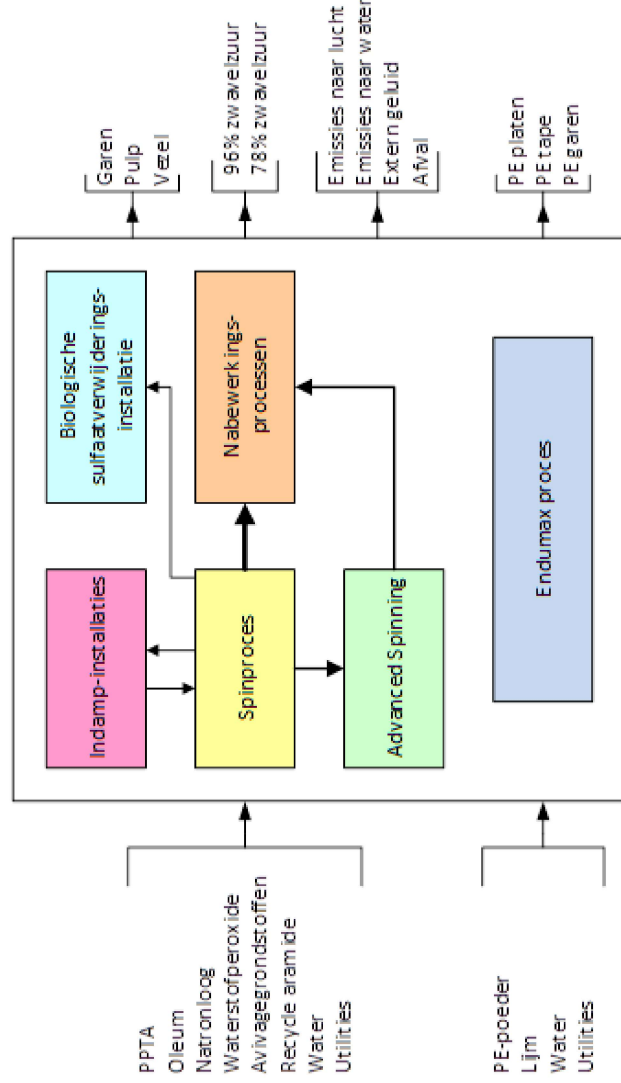 PPTA
Oleum
Natronloog
Waterstofperoxide
Avivagegrondstoffen
Recycle aramide
Water
Utilities
PE-poeder
Lijm
Water
Utilities
Indamp-installaties
Biologische
sulfaatverwijderings-
installatie
Spinproces
Nabewerkings-
processen
Advanced Spinning
Endumax proces
Garen
Pulp
Vezel
96% zwavelzuur
78% zwavelzuur
Emissies naar lucht
Emissies naar water
Extern geluid
Afval
PE platen
PE tape
PE garen